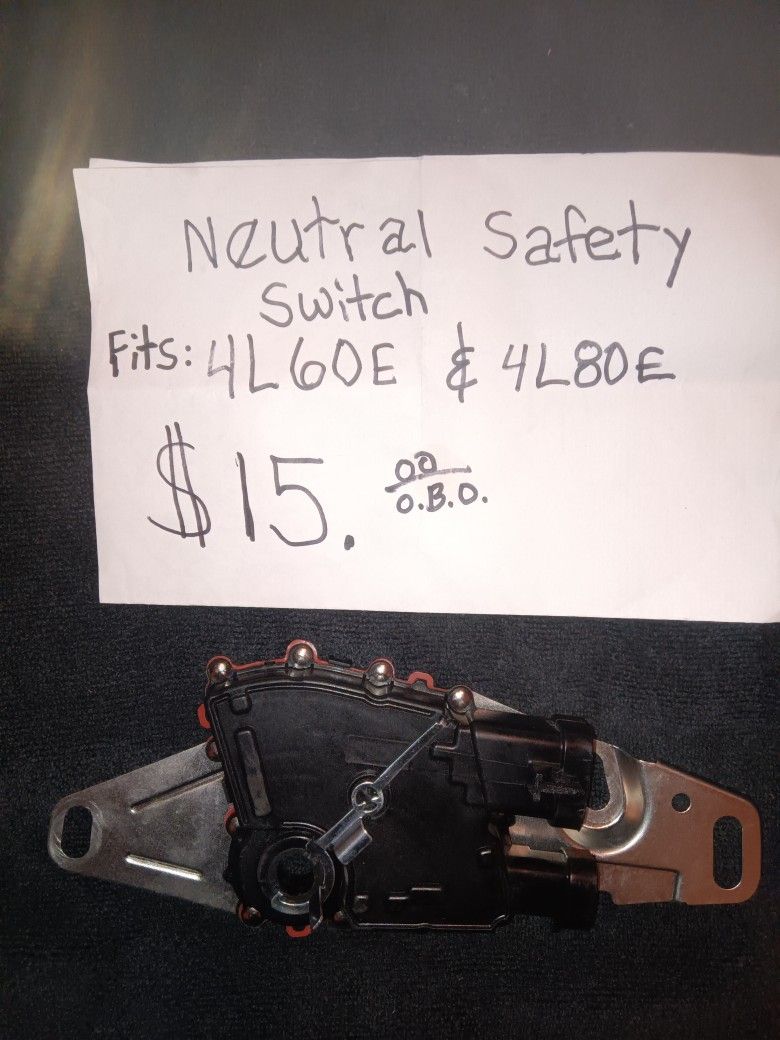 Neutral Safety
Switch
Fits: 4L60E & 4L80E
$15. 00
O.B.O.